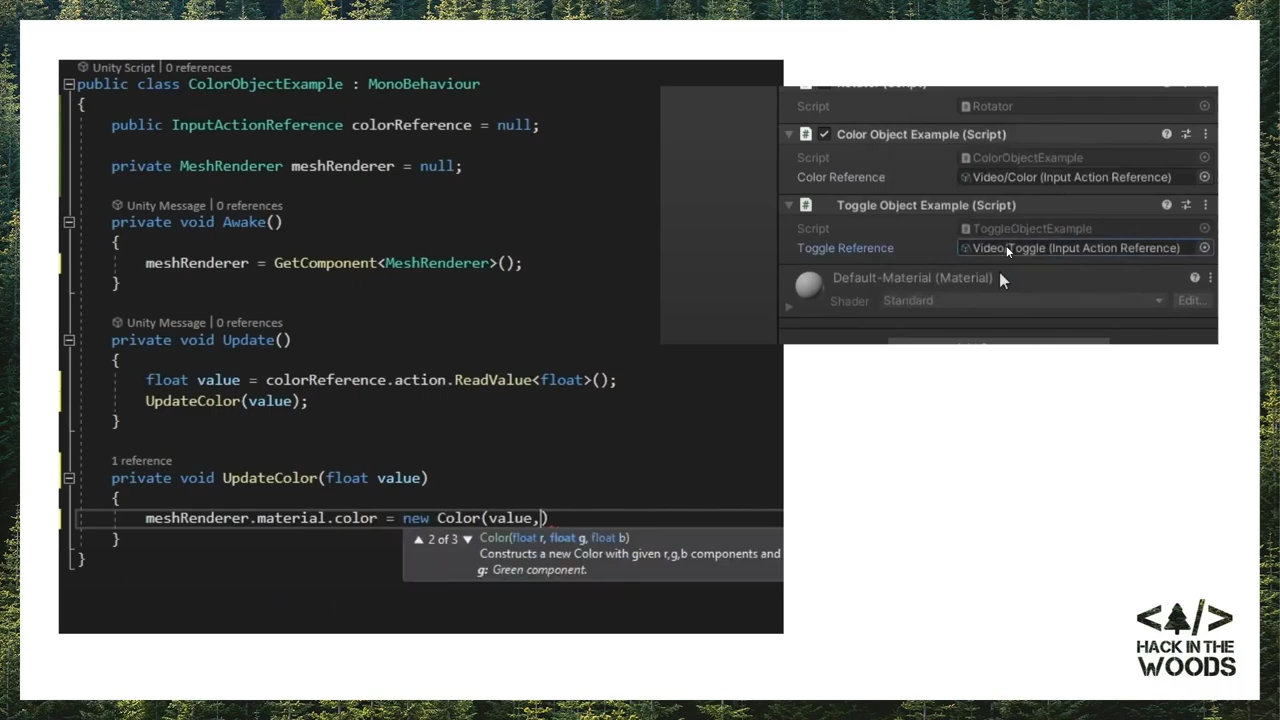 Unity Script | 0 references
public class ColorObjectExample : MonoBehaviour
{
public InputActionReference colorReference = null;
private MeshRenderer meshRenderer = null;
Unity Message | 0 references
private void Awake()
{
meshRenderer = GetComponent<MeshRenderer>();
}
Unity Message | 0 references
private void Update()
{
float value = colorReference.action.ReadValue<float>();
UpdateColor(value);
}
1 reference
private void UpdateColor(float value)
{
meshRenderer.material.color = new Color(value,)
}
}
2 of 3 Color(float r, float g, float b)
Constructs a new Color with given r,g,b components and
g: Green component.
Script Rotator
# Color Object Example (Script)
Script ColorObjectExample
Color Reference Video/Color (Input Action Reference)
# Toggle Object Example (Script)
Script ToggleObjectExample
Toggle Reference Video/Toggle (Input Action Reference)
Default-Material (Material)
Shader Standard Edit...
HACK IN THE
WOODS